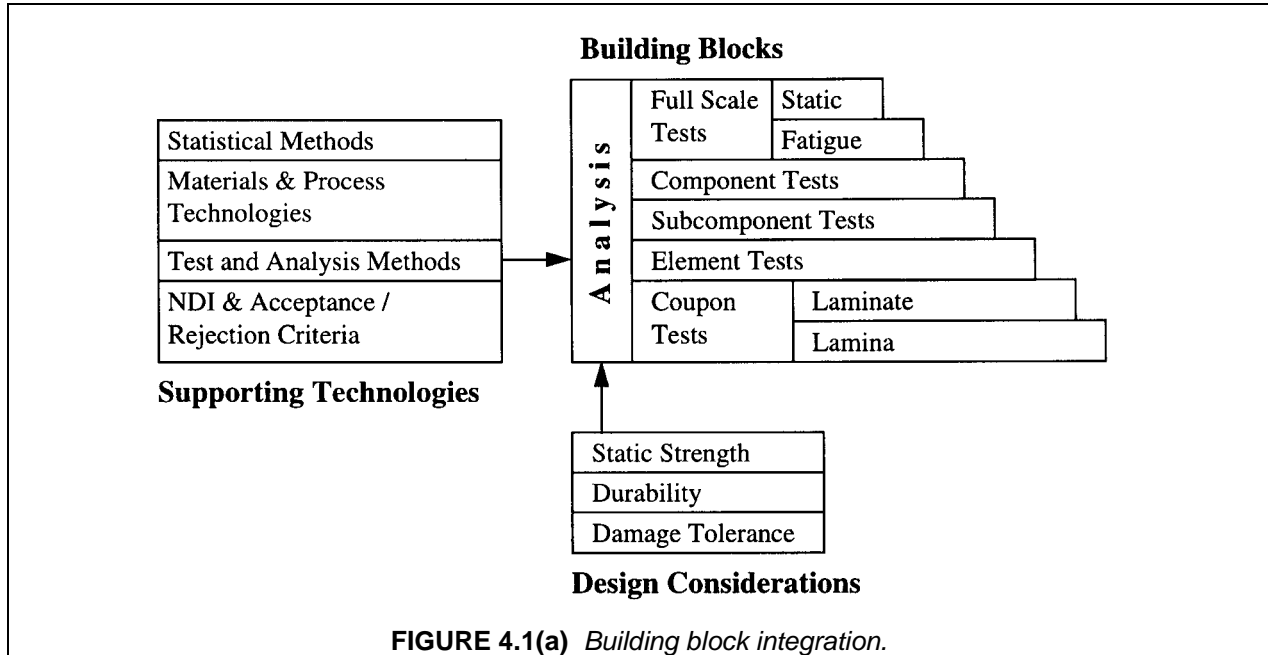 Building Blocks
Statistical Methods
Materials & Process
Technologies
Test and Analysis Methods
NDI & Acceptance /
Rejection Criteria
Supporting Technologies
Analysis
Full Scale
Tests
Static
Fatigue
Component Tests
Subcomponent Tests
Element Tests
Coupon
Tests
Laminate
Lamina
Static Strength
Durability
Damage Tolerance
Design Considerations
FIGURE 4.1(a) Building block integration.